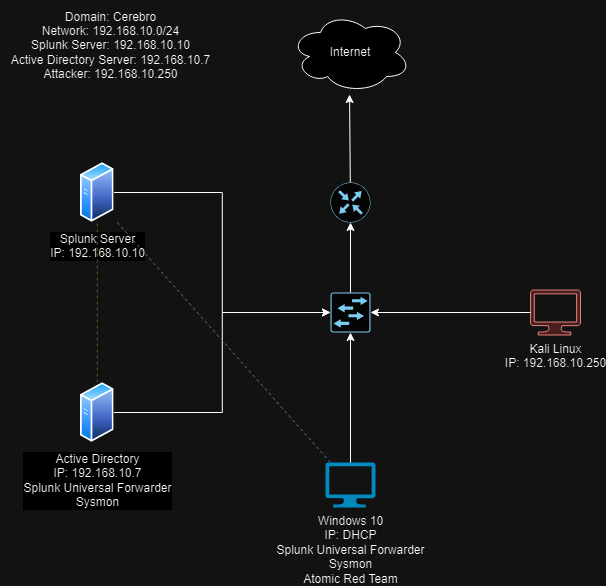 Domain: Cerebro
Network: 192.168.10.0/24
Splunk Server: 192.168.10.10
Active Directory Server: 192.168.10.7
Attacker: 192.168.10.250
Internet
Splunk Server
IP: 192.168.10.10
Kali Linux
IP: 192.168.10.250
Active Directory
IP: 192.168.10.7
Splunk Universal Forwarder
Sysmon
Windows 10
IP: DHCP
Splunk Universal Forwarder
Sysmon
Atomic Red Team